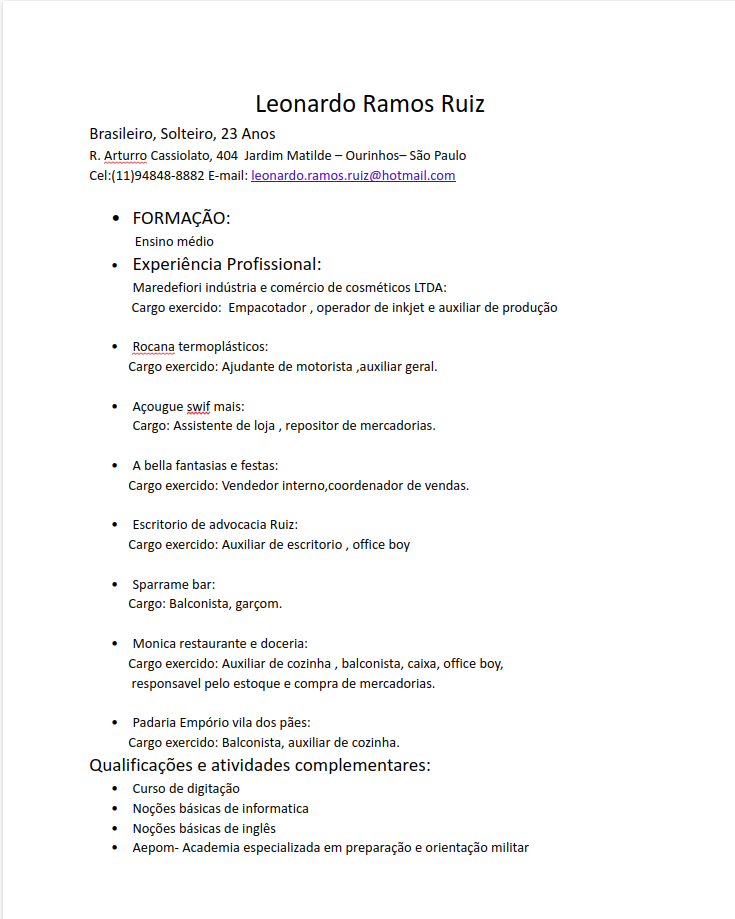 Leonardo Ramos Ruiz
Brasileiro, Solteiro, 23 Anos
R. Arturro Cassiolato, 404  Jardim Matilde – Ourinhos– São Paulo
Cel:(11)94848-8882 E-mail: leonardo.ramos.ruiz@hotmail.com
• FORMAÇÃO:
Ensino médio
• Experiência Profissional:
Maredefiori indústria e comércio de cosméticos LTDA:
Cargo exercido:  Empacotador , operador de inkjet e auxiliar de produção
• Rocana termoplásticos:
Cargo exercido: Ajudante de motorista ,auxiliar geral.
• Açougue swif mais:
Cargo: Assistente de loja , repositor de mercadorias.
• A bella fantasias e festas:
Cargo exercido: Vendedor interno,coordenador de vendas.
• Escritorio de advocacia Ruiz:
Cargo exercido: Auxiliar de escritorio , office boy
• Sparrame bar:
Cargo: Balconista, garçom.
• Monica restaurante e doceria:
Cargo exercido: Auxiliar de cozinha , balconista, caixa, office boy,
responsavel pelo estoque e compra de mercadorias.
• Padaria Empório vila dos pães:
Cargo exercido: Balconista, auxiliar de cozinha.
Qualificações e atividades complementares:
• Curso de digitação
• Noções básicas de informatica
• Noções básicas de inglês
• Aepom- Academia especializada em preparação e orientação militar